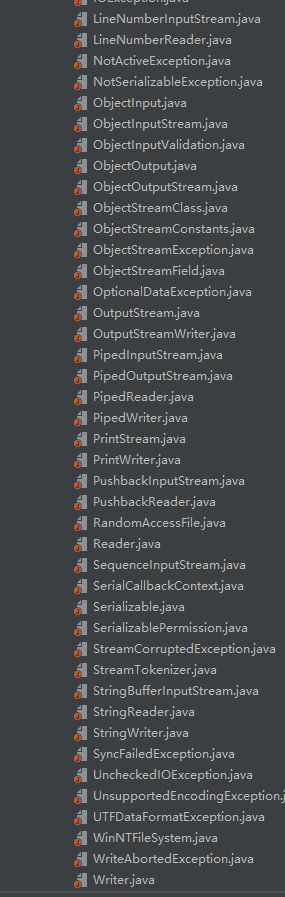 IOException.java
LineNumberInputStream.java
LineNumberReader.java
NotActiveException.java
NotSerializableException.java
ObjectInput.java
ObjectInputStream.java
ObjectInputValidation.java
ObjectOutput.java
ObjectOutputStream.java
ObjectStreamClass.java
ObjectStreamConstants.java
ObjectStreamException.java
ObjectStreamField.java
OptionalDataException.java
OutputStream.java
OutputStreamWriter.java
PipedInputStream.java
PipedOutputStream.java
PipedReader.java
PipedWriter.java
PrintStream.java
PrintWriter.java
PushbackInputStream.java
PushbackReader.java
RandomAccessFile.java
Reader.java
SequenceInputStream.java
SerialCallbackContext.java
Serializable.java
SerializablePermission.java
StreamCorruptedException.java
StreamTokenizer.java
StringBufferInputStream.java
StringReader.java
StringWriter.java
SyncFailedException.java
UncheckedIOException.java
UnsupportedEncodingException.j
UTFDataFormatException.java
WinNTFileSystem.java
WriteAbortedException.java
Writer.java